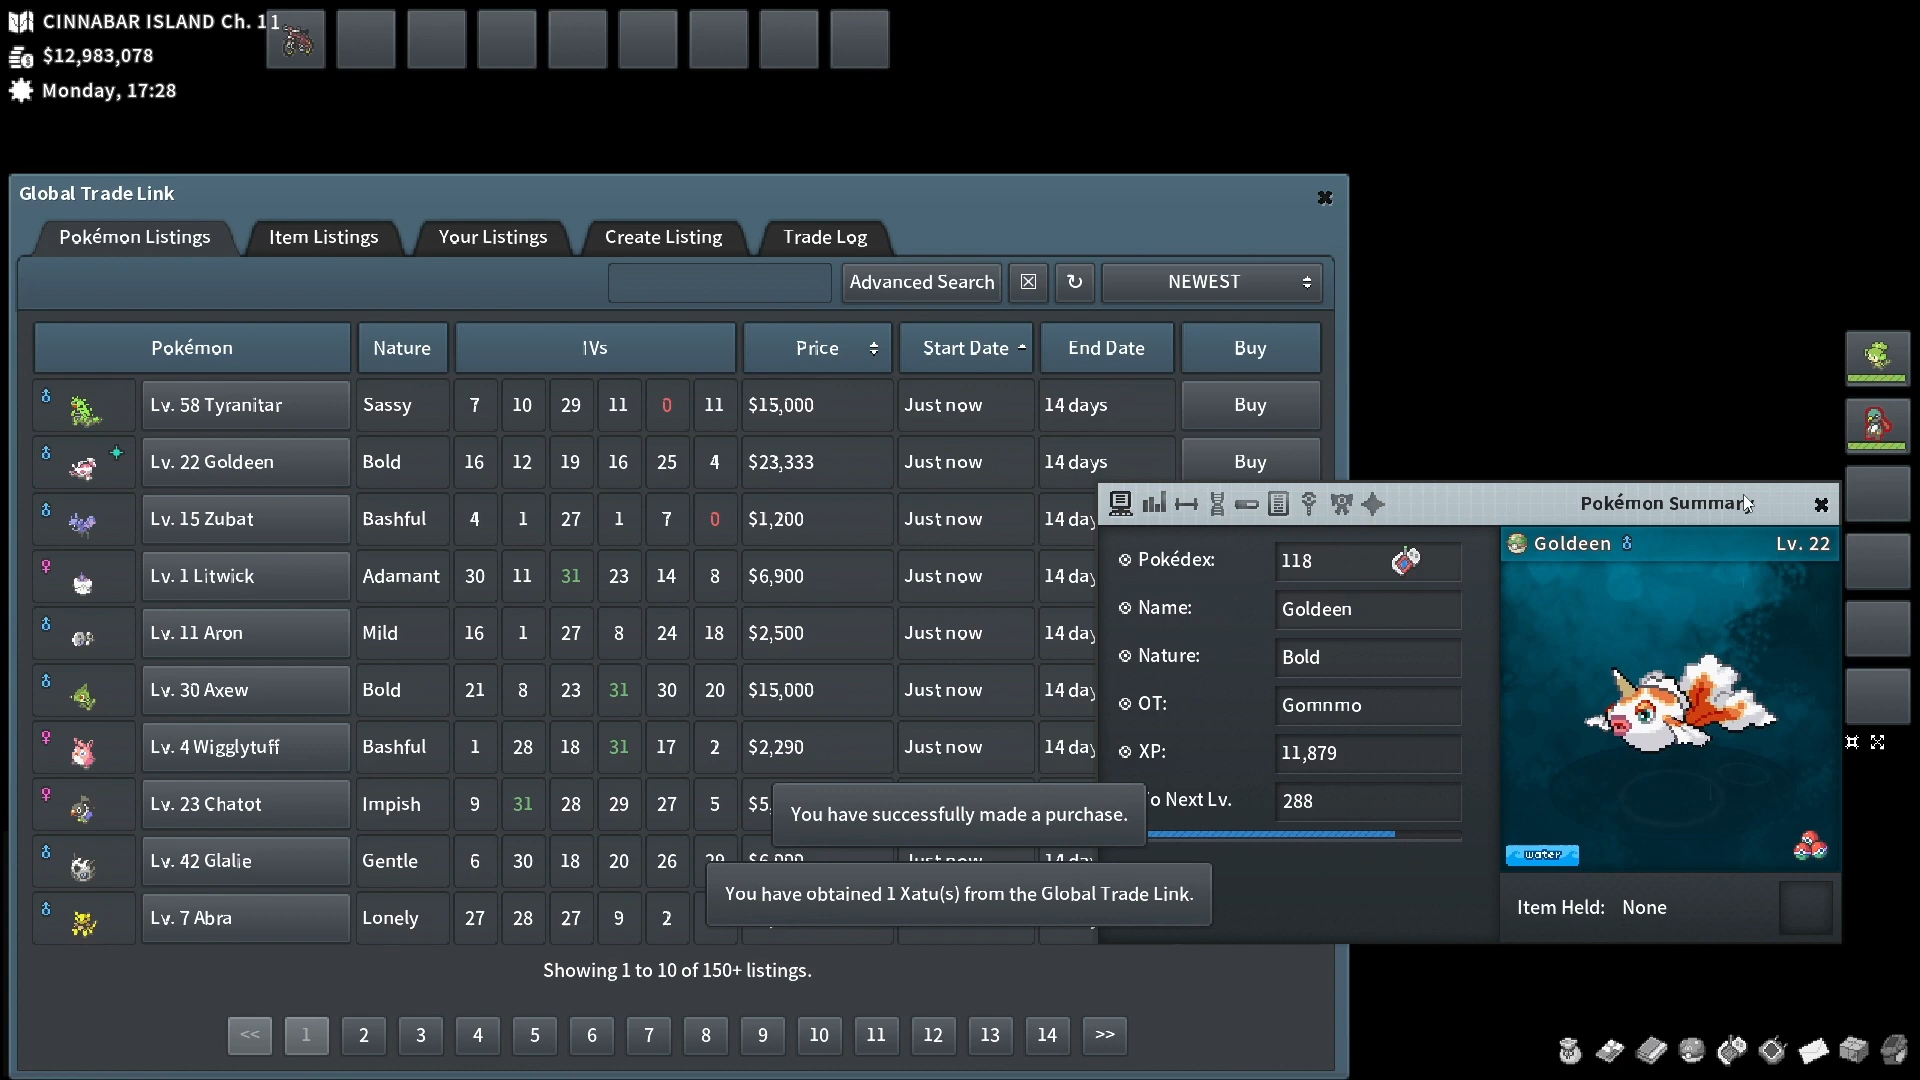 CINNABAR ISLAND Ch. 11
$12,983,078
Monday, 17:28
Global Trade Link
Pokémon Listings Item Listings Your Listings Create Listing Trade Log
Advanced Search NEWEST
Pokémon Nature IVs Price Start Date End Date Buy
Lv. 58 Tyranitar Sassy 7 10 29 11 0 11 $15,000 Just now 14 days Buy
Lv. 22 Goldeen Bold 16 12 19 16 25 4 $23,333 Just now 14 days Buy
Lv. 15 Zubat Bashful 4 1 27 1 7 0 $1,200 Just now
Lv. 1 Litwick Adamant 30 11 31 23 14 8 $6,900 Just now 14 day
Lv. 11 Aron Mild 16 1 27 8 24 18 $2,500 Just now 14 day
Lv. 30 Axew Bold 21 8 23 31 30 20 $15,000 Just now 14 day
Lv. 4 Wigglytuff Bashful 1 28 18 31 17 2 $2,290 Just now 14 day
Lv. 23 Chatot Impish 9 31 28 29 27 5 $5,
Lv. 42 Glalie Gentle 6 30 18 20 26
Lv. 7 Abra Lonely 27 28 27 9 2
Showing 1 to 10 of 150+ listings.
<< 1 2 3 4 5 6 7 8 9 10 11 12 13 14 >>
You have successfully made a purchase.
You have obtained 1 Xatu(s) from the Global Trade Link.
Pokémon Summary
Pokédex: 118
Name: Goldeen
Nature: Bold
OT: Gomnmo
XP: 11,879
To Next Lv. 288
Goldeen Lv. 22
water
Item Held: None